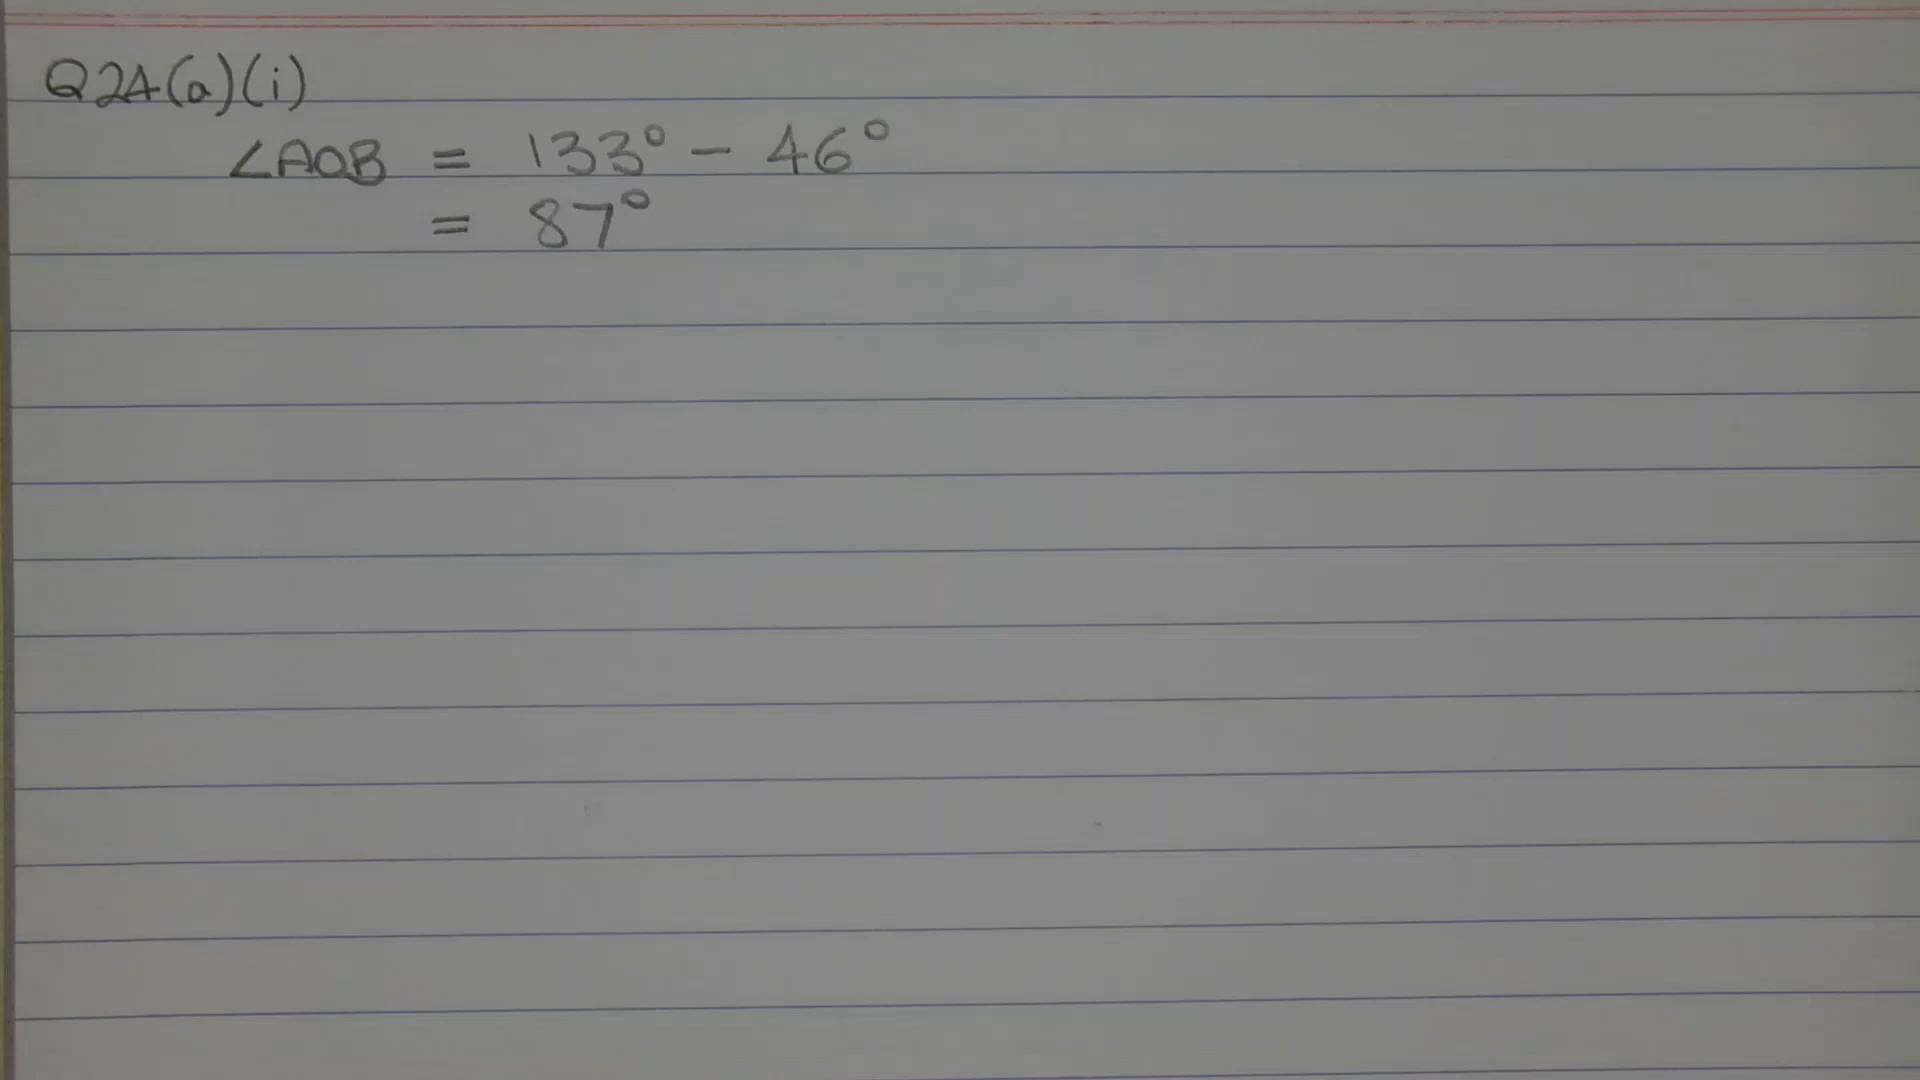 Q24(a)(i)
∠AOB = 133° - 46°
= 87°